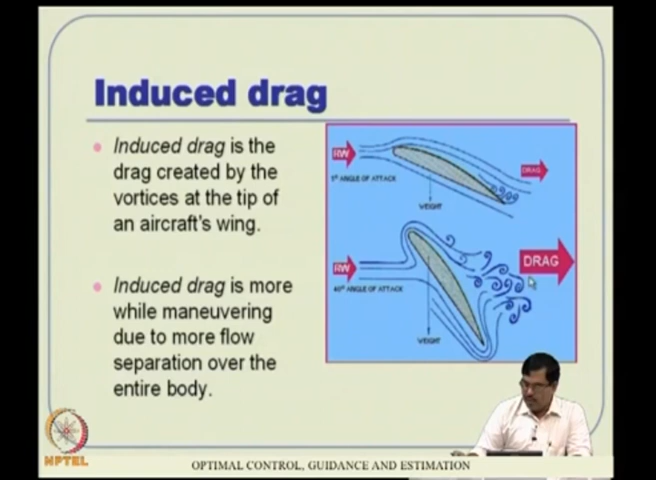 Induced drag
Induced drag is the
drag created by the
vortices at the tip of
an aircraft's wing.
Induced drag is more
while maneuvering
due to more flow
separation over the
entire body.
RW
DRAG
5° ANGLE OF ATTACK
WEIGHT
RW
DRAG
40° ANGLE OF ATTACK
WEIGHT
NPTEL
OPTIMAL CONTROL, GUIDANCE AND ESTIMATION